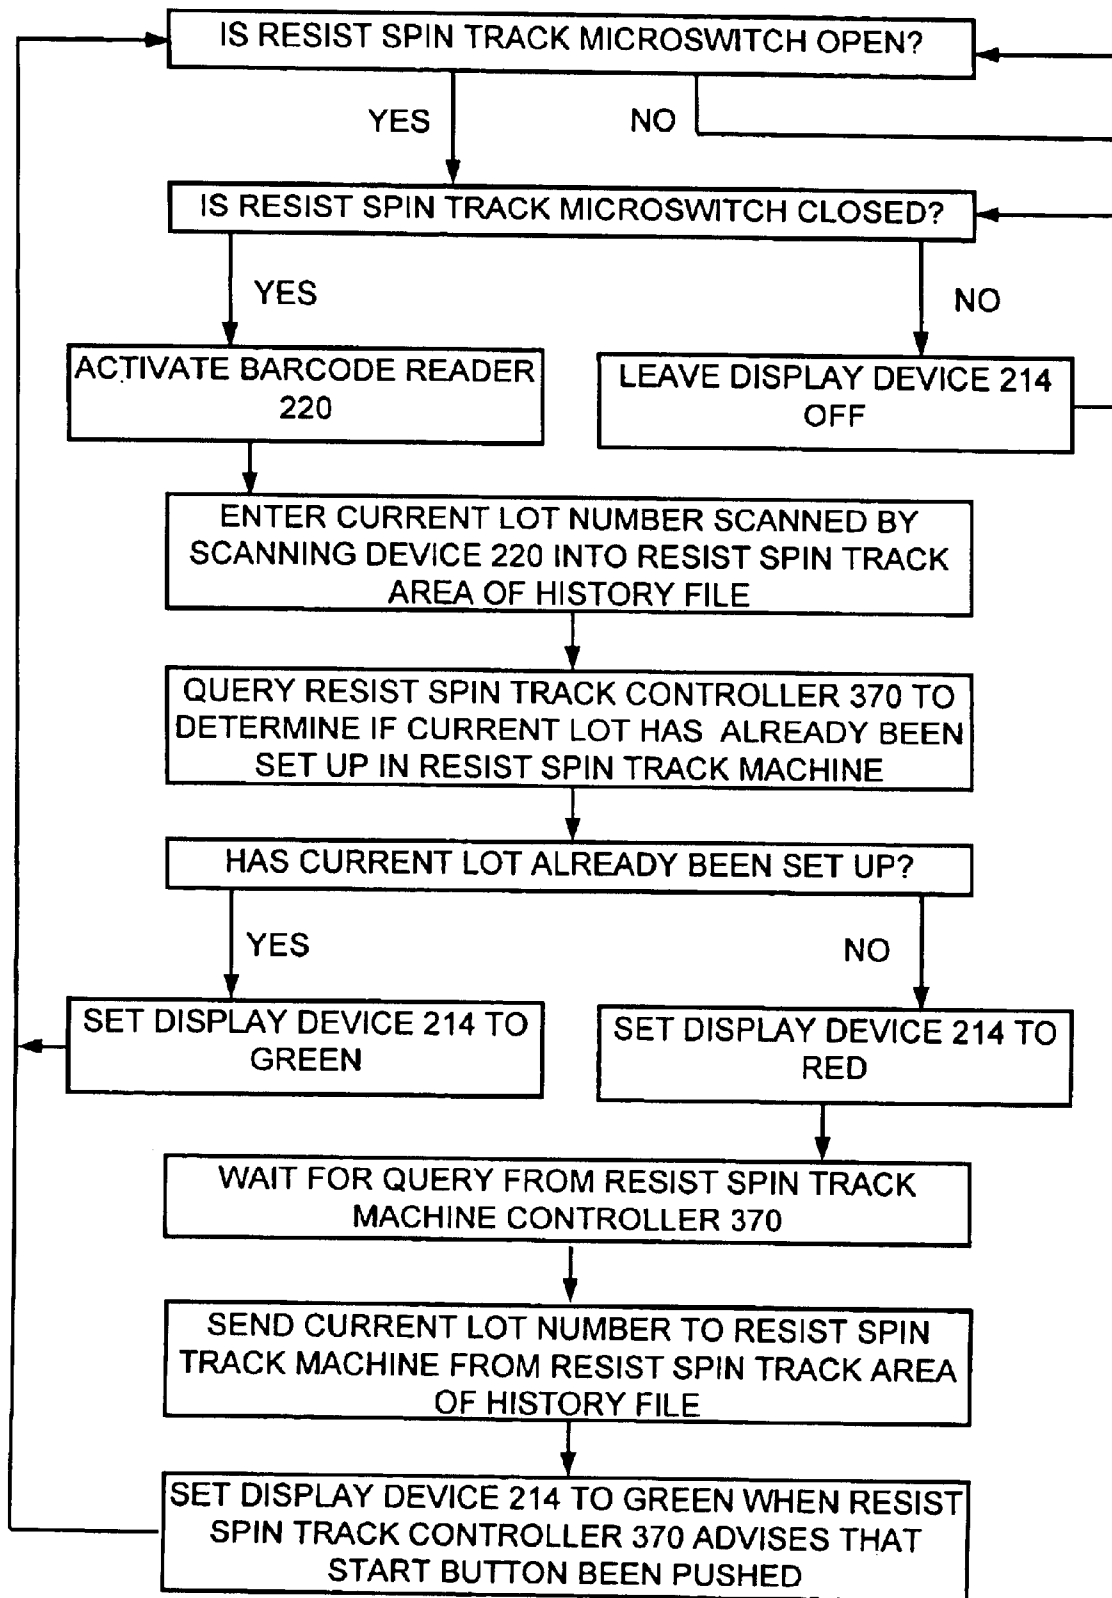 IS RESIST SPIN TRACK MICROSWITCH OPEN?
YES
NO
IS RESIST SPIN TRACK MICROSWITCH CLOSED?
YES
NO
ACTIVATE BARCODE READER
220
LEAVE DISPLAY DEVICE 214
OFF
ENTER CURRENT LOT NUMBER SCANNED BY
SCANNING DEVICE 220 INTO RESIST SPIN TRACK
AREA OF HISTORY FILE
QUERY RESIST SPIN TRACK CONTROLLER 370 TO
DETERMINE IF CURRENT LOT HAS ALREADY BEEN
SET UP IN RESIST SPIN TRACK MACHINE
HAS CURRENT LOT ALREADY BEEN SET UP?
YES
NO
SET DISPLAY DEVICE 214 TO
GREEN
SET DISPLAY DEVICE 214 TO
RED
WAIT FOR QUERY FROM RESIST SPIN TRACK
MACHINE CONTROLLER 370
SEND CURRENT LOT NUMBER TO RESIST SPIN
TRACK MACHINE FROM RESIST SPIN TRACK AREA
OF HISTORY FILE
SET DISPLAY DEVICE 214 TO GREEN WHEN RESIST
SPIN TRACK CONTROLLER 370 ADVISES THAT
START BUTTON BEEN PUSHED